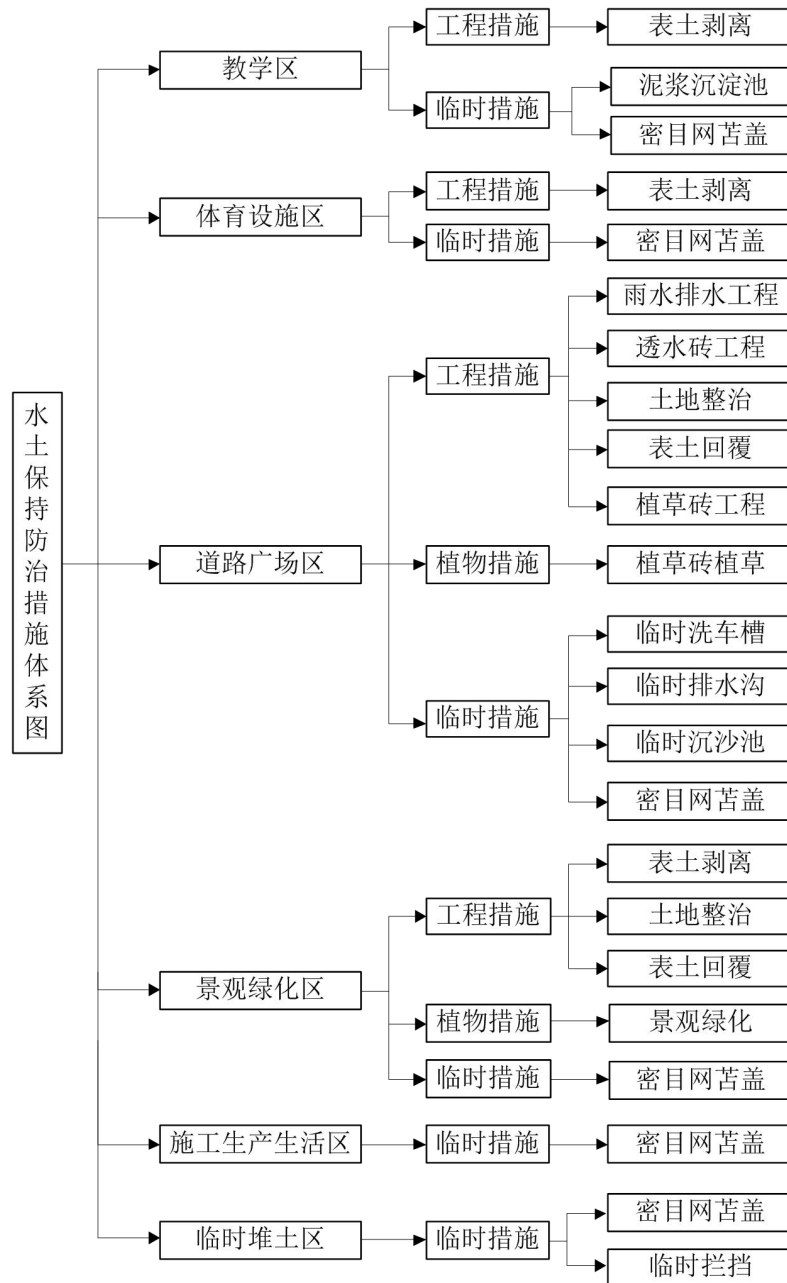 水土保持防治措施体系图
教学区
工程措施
表土剥离
临时措施
泥浆沉淀池
密目网苫盖
体育设施区
工程措施
表土剥离
临时措施
密目网苫盖
道路广场区
工程措施
雨水排水工程
透水砖工程
土地整治
表土回覆
植草砖工程
植物措施
植草砖植草
临时措施
临时洗车槽
临时排水沟
临时沉沙池
密目网苫盖
景观绿化区
工程措施
表土剥离
土地整治
表土回覆
植物措施
景观绿化
临时措施
密目网苫盖
施工生产生活区
临时措施
密目网苫盖
临时堆土区
临时措施
密目网苫盖
临时拦挡